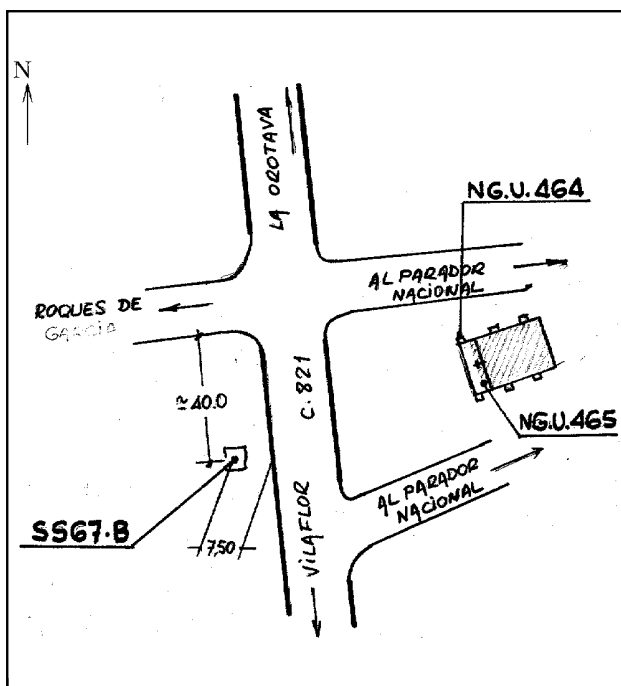 N
LA OROTAVA
NG.U.464
AL PARADOR
NACIONAL
ROQUES DE
GARCIA
≃40.0
C.821
NG.U.465
AL PARADOR
NACIONAL
SS67.B
7,50
VILAFLOR